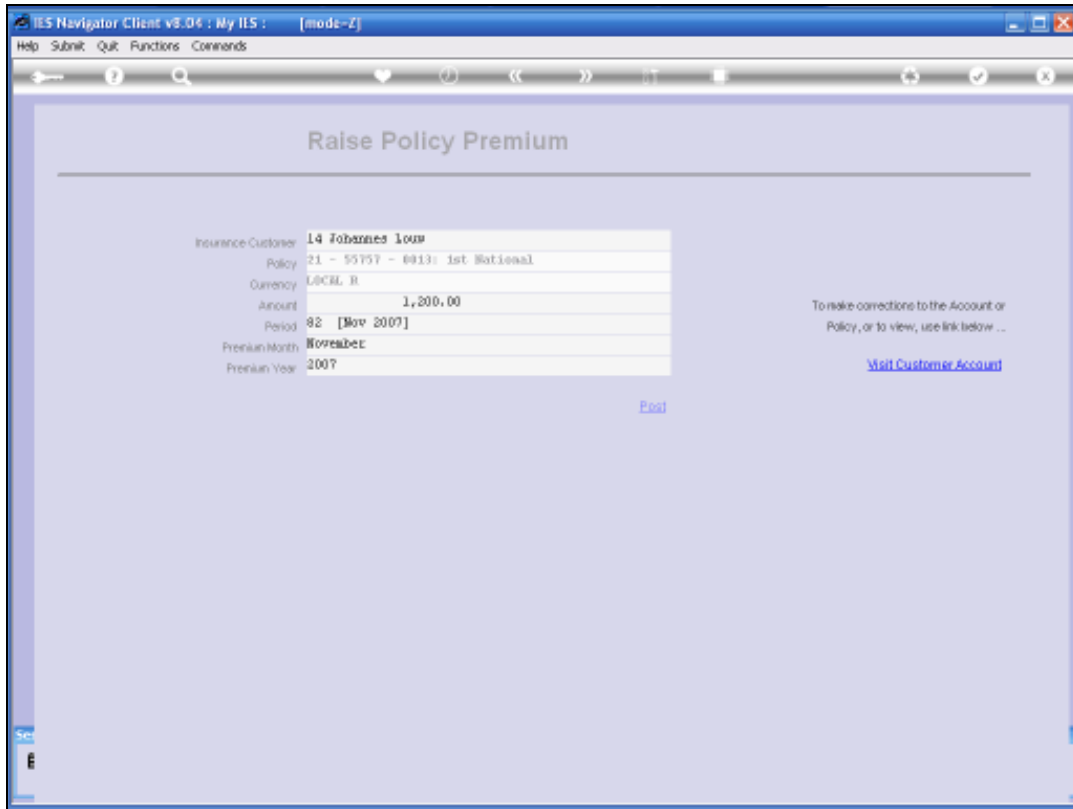 IES Navigator Client v8.04 : My IES : [mode=Z]
Help Submit Quit Functions Commands
Raise Policy Premium
Insurance Customer 14 Johannes louw
Policy 21 - 55757 - 0013: 1st National
Currency LOCAL R
Amount 1,200.00
Period 82 [Nov 2007]
Premium Month November
Premium Year 2007
To make corrections to the Account or
Policy, or to view, use link below ...
Visit Customer Account
Post